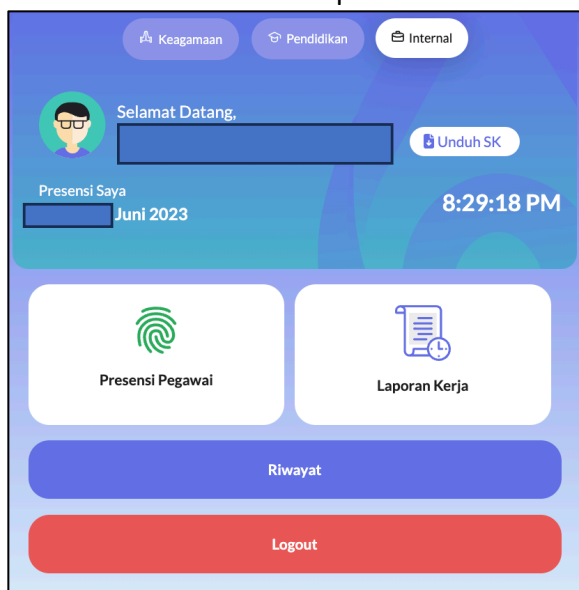 Keagamaan Pendidikan Internal
Selamat Datang,
Unduh SK
Presensi Saya
Juni 2023
8:29:18 PM
Presensi Pegawai
Laporan Kerja
Riwayat
Logout